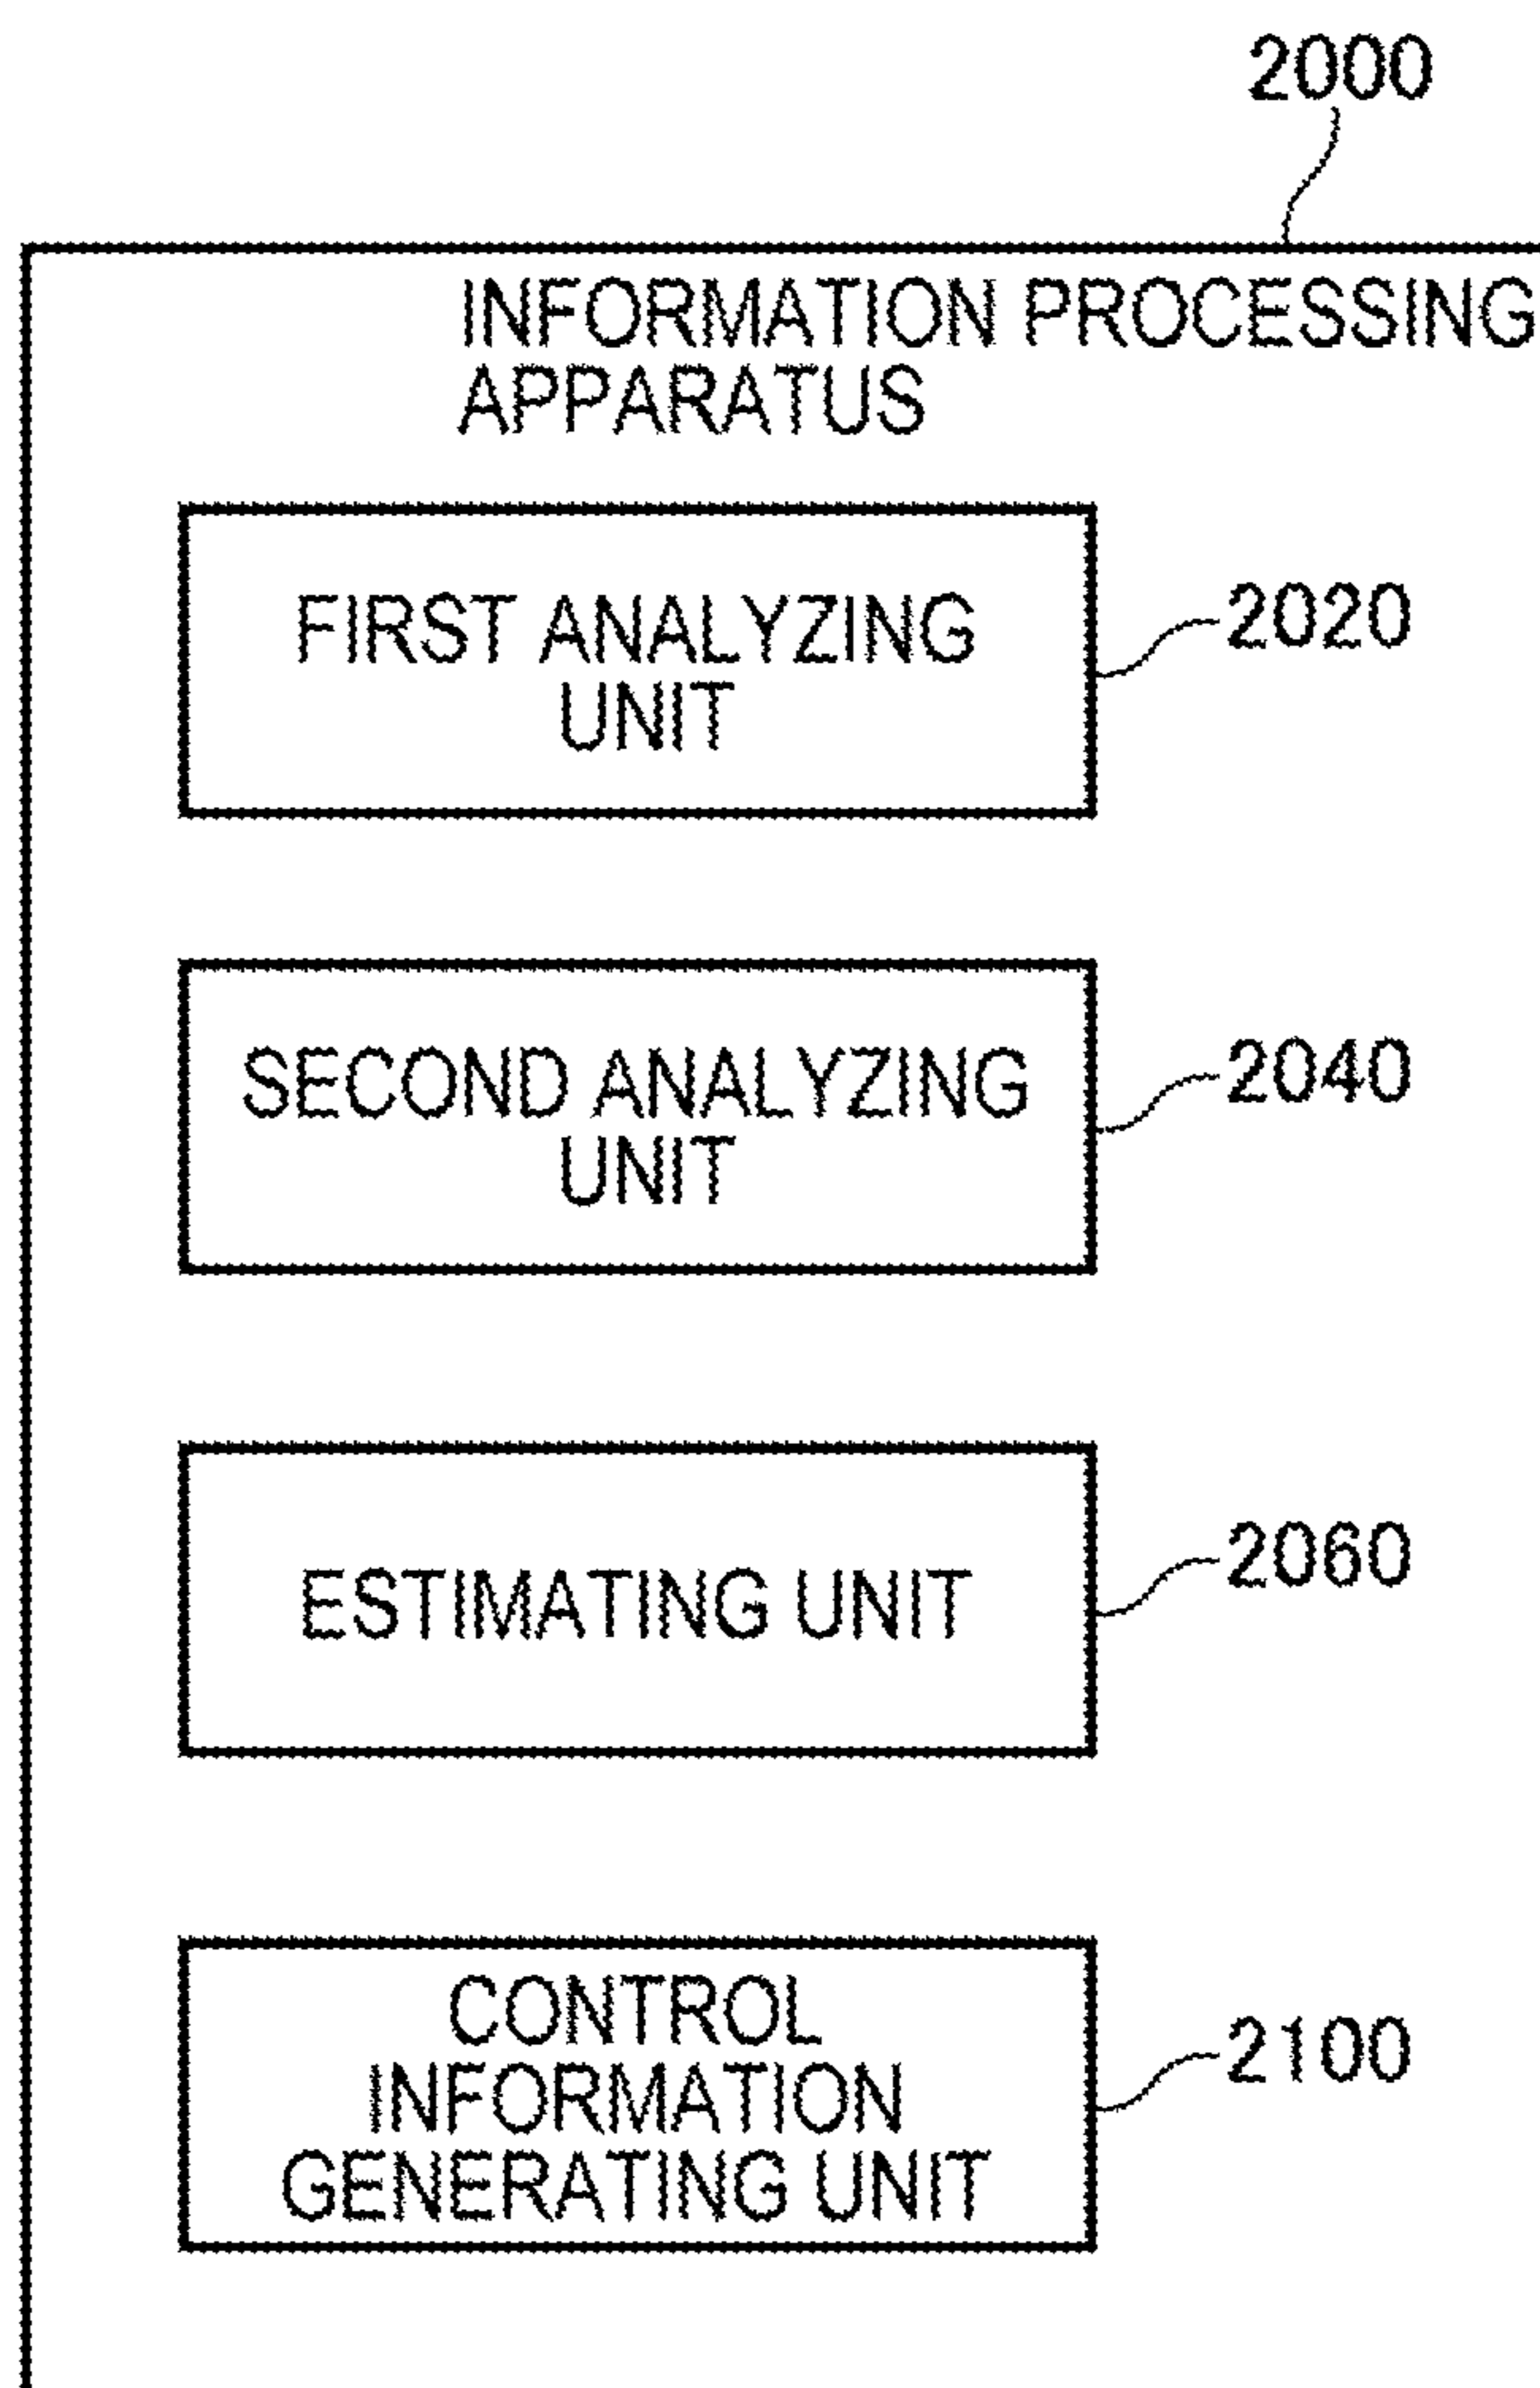 2000
INFORMATION PROCESSING
APPARATUS
FIRST ANALYZING
UNIT
2020
SECOND ANALYZING
UNIT
2040
ESTIMATING UNIT
2060
CONTROL
INFORMATION
GENERATING UNIT
2100